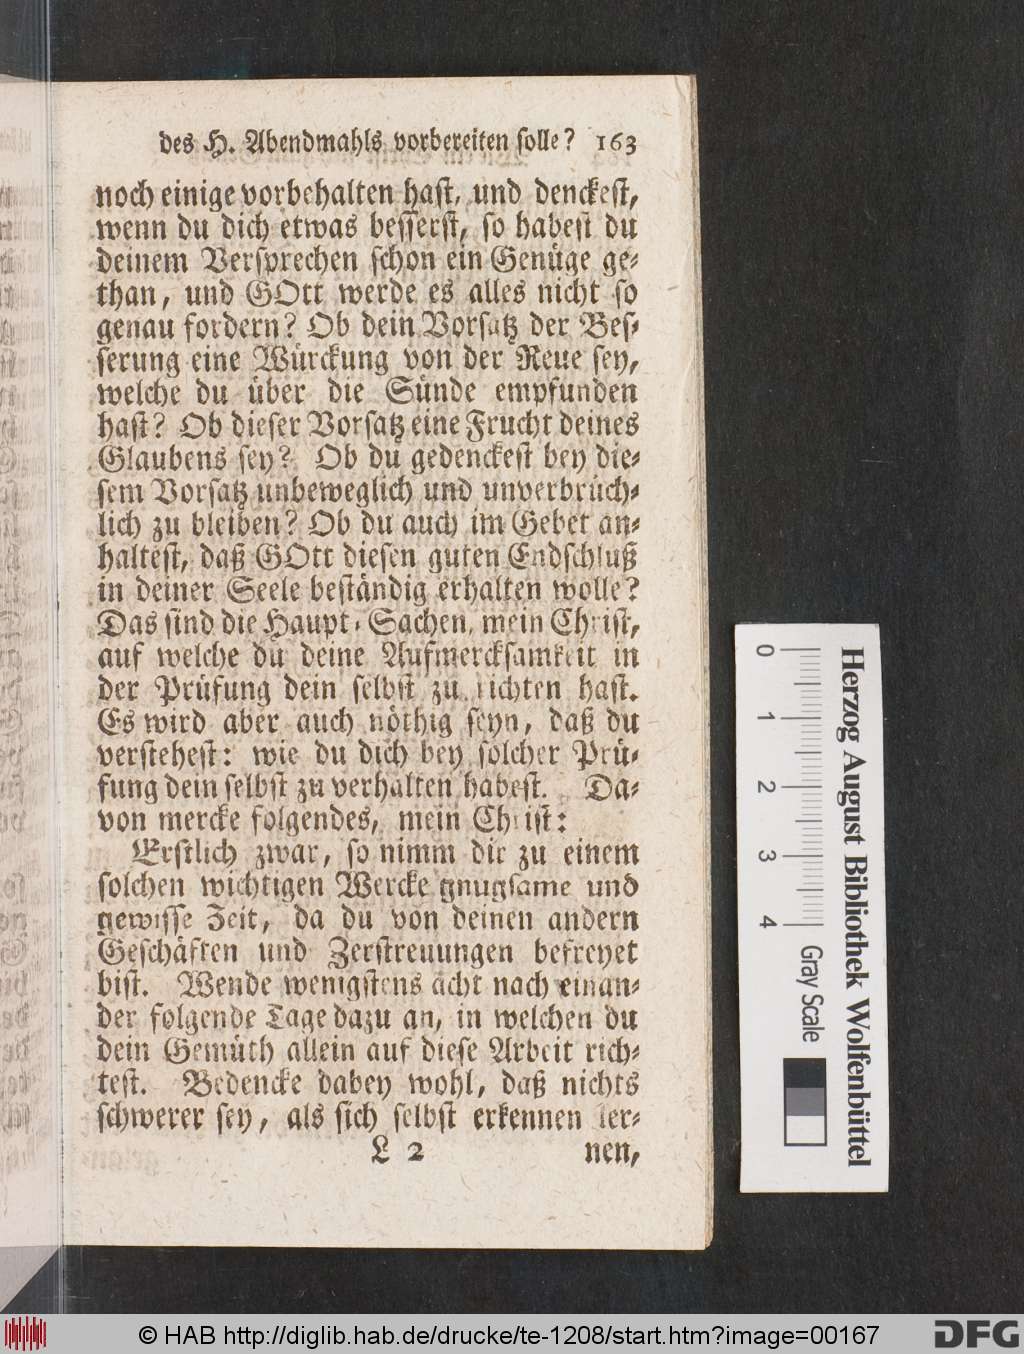 des H. Abendmahls vorbereiten solle? 163
noch einige vorbehalten hast, und denckest,
wenn du dich etwas besserst, so habest du
deinem Versprechen schon ein Genüge ge-
than, und GOtt werde es alles nicht so
genau fordern? Ob dein Vorsatz der Bes-
serung eine Würckung von der Reue sey,
welche du über die Sünde empfunden
hast? Ob dieser Vorsatz eine Frucht deines
Glaubens sey? Ob du gedenckest bey die-
sem Vorsatz unbeweglich und unverbrüch-
lich zu bleiben? Ob du auch im Gebet an-
haltest, daß GOtt diesen guten Endschluß
in deiner Seele beständig erhalten wolle?
Das sind die Haupt-Sachen, mein Christ,
auf welche du deine Aufmercksamkeit in
der Prüfung dein selbst zu richten hast.
Es wird aber auch nöthig seyn, daß du
verstehest: wie du dich bey solcher Prü-
fung dein selbst zu verhalten habest. Da-
von mercke folgendes, mein Christ:
Erstlich zwar, so nimm dir zu einem
solchen wichtigen Wercke gnugsame und
gewisse Zeit, da du von deinen andern
Geschäften und Zerstreuungen befreyet
bist. Wende wenigstens acht nach einan-
der folgende Tage dazu an, in welchen du
dein Gemüth allein auf diese Arbeit rich-
test. Bedencke dabey wohl, daß nichts
schwerer sey, als sich selbst erkennen ler-
L 2 nen,
0 1 2 3 4 Gray Scale
Herzog August Bibliothek Wolfenbüttel
© HAB http://diglib.hab.de/drucke/te-1208/start.htm?image=00167 DFG